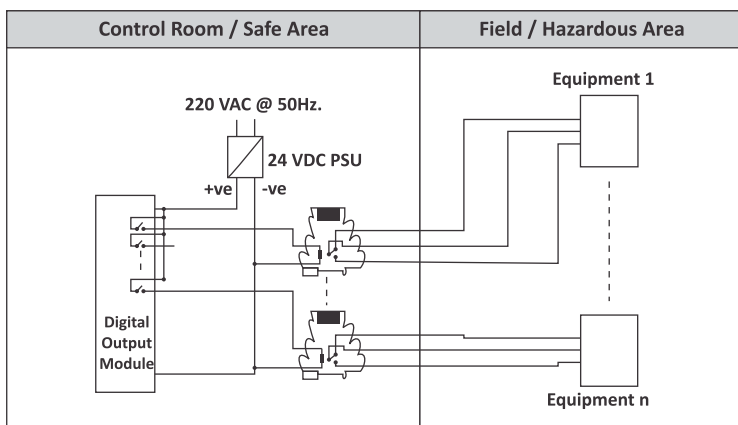 Control Room / Safe Area
Field / Hazardous Area
220 VAC @ 50Hz.
24 VDC PSU
+ve
-ve
Equipment 1
Digital
Output
Module
Equipment n